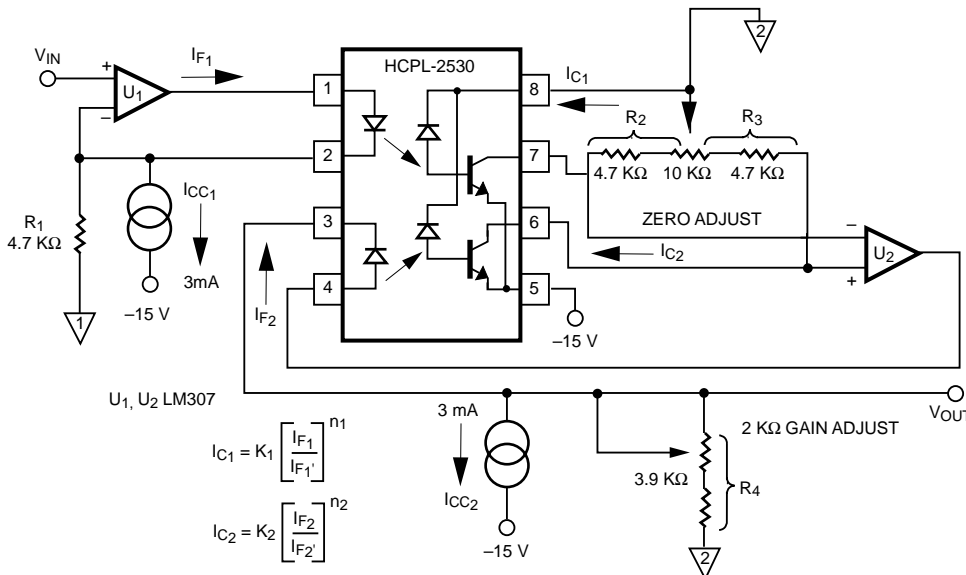 2
V_IN
+
–
U_1
I_F1
HCPL-2530
I_C1
1
8
R_2
R_3
2
7
4.7 KΩ
10 KΩ
4.7 KΩ
R_1
4.7 KΩ
I_CC1
3mA
–15 V
1
3
6
ZERO ADJUST
I_C2
–
+
U_2
I_F2
4
5
–15 V
U_1, U_2 LM307
3 mA
V_OUT
2 KΩ GAIN ADJUST
I_C1 = K_1 [ I_F1 / I_F1' ] n_1
3.9 KΩ
R_4
I_CC2
I_C2 = K_2 [ I_F2 / I_F2' ] n_2
–15 V
2